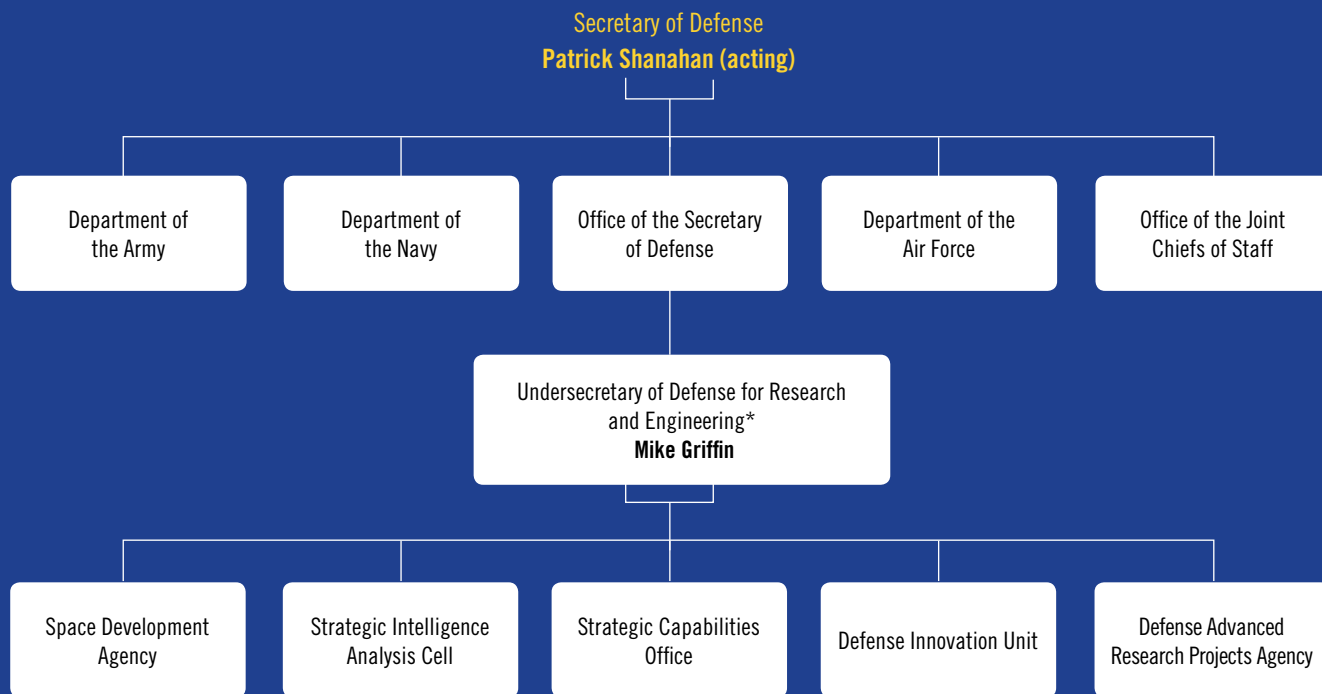 Secretary of Defense
Patrick Shanahan (acting)
Department of
the Army
Department of
the Navy
Office of the Secretary
of Defense
Department of the
Air Force
Office of the Joint
Chiefs of Staff
Undersecretary of Defense for Research
and Engineering*
Mike Griffin
Space Development
Agency
Strategic Intelligence
Analysis Cell
Strategic Capabilities
Office
Defense Innovation Unit
Defense Advanced
Research Projects Agency